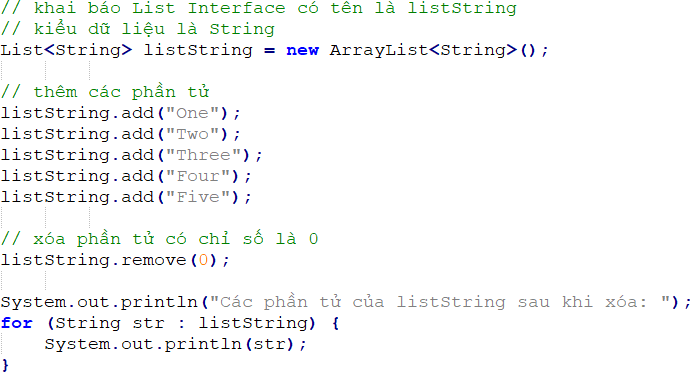 // khai báo List Interface có tên là listString
// kiểu dữ liệu là String
List<String> listString = new ArrayList<String>();
// thêm các phần tử
listString.add("One");
listString.add("Two");
listString.add("Three");
listString.add("Four");
listString.add("Five");
// xóa phần tử có chỉ số là 0
listString.remove(0);
System.out.println("Các phần tử của listString sau khi xóa: ");
for (String str : listString) {
    System.out.println(str);
}